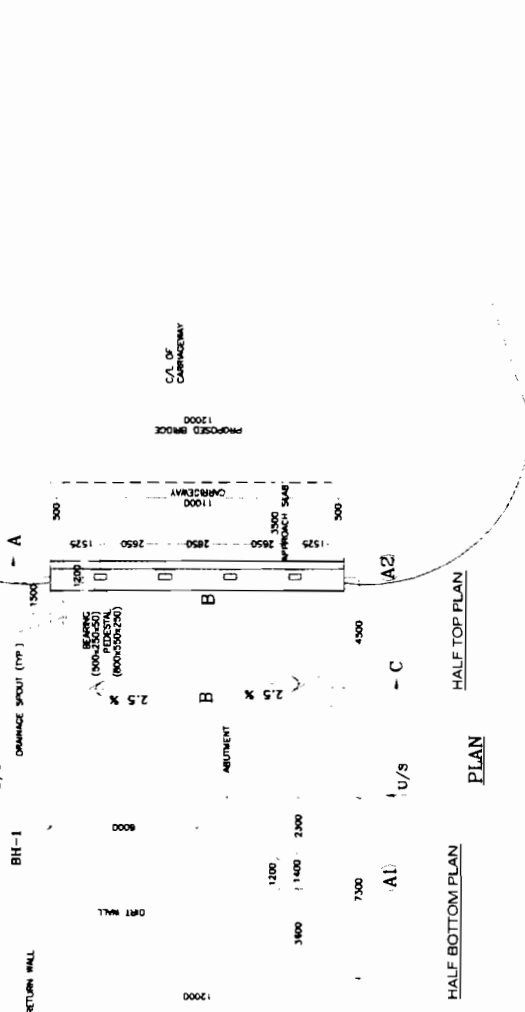 A
1500
500
1200
1525
2650
2650
2650
1525
500
11000
CARRIAGEWAY
3500
APPROACH SLAB
PROPOSED BRIDGE
12000
C/L OF
CARRIAGEWAY
DRAINAGE SPOUT (TYP.)
BEARING
(500x250x50)
PEDESTAL
(800x550x250)
B
B
2.5 %
2.5 %
4500
A2
C
HALF TOP PLAN
ABUTMENT
U/S
PLAN
BH-1
6000
DIRT WALL
1200
3600
1400
2300
7300
A1
HALF BOTTOM PLAN
RETURN WALL
12000